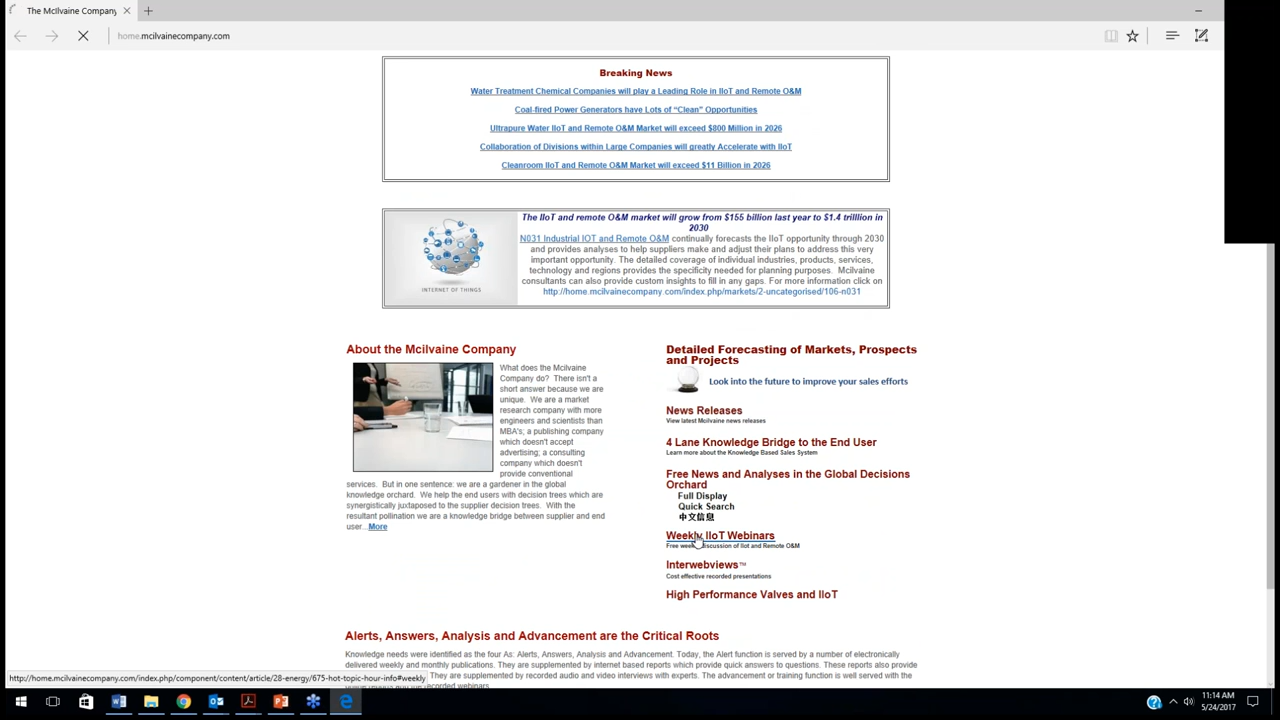 The McIlvaine Company
home.mcilvainecompany.com
Breaking News
Water Treatment Chemical Companies will play a Leading Role in IIoT and Remote O&M
Coal-fired Power Generators have Lots of “Clean” Opportunities
Ultrapure Water IIoT and Remote O&M Market will exceed $800 Million in 2026
Collaboration of Divisions within Large Companies will greatly Accelerate with IIoT
Cleanroom IIoT and Remote O&M Market will exceed $11 Billion in 2026
INTERNET OF THINGS
The IIoT and remote O&M market will grow from $155 billion last year to $1.4 trillion in
2030
N031 Industrial IOT and Remote O&M continually forecasts the IIoT opportunity through 2030
and provides analyses to help suppliers make and adjust their plans to address this very
important opportunity. The detailed coverage of individual industries, products, services,
technology and regions provides the specificity needed for planning purposes. Mcilvaine
consultants can also provide custom insights to fill in any gaps. For more information click on
http://home.mcilvainecompany.com/index.php/markets/2-uncategorised/106-n031
About the Mcilvaine Company
What does the Mcilvaine
Company do? There isn't a
short answer because we are
unique. We are a market
research company with more
engineers and scientists than
MBA's; a publishing company
which doesn't accept
advertising; a consulting
company which doesn't
provide conventional
services. But in one sentence: we are a gardener in the global
knowledge orchard. We help the end users with decision trees which are
synergistically juxtaposed to the supplier decision trees. With the
resultant pollination we are a knowledge bridge between supplier and end
user...More
Detailed Forecasting of Markets, Prospects
and Projects
Look into the future to improve your sales efforts
News Releases
View latest Mcilvaine news releases
4 Lane Knowledge Bridge to the End User
Learn more about the Knowledge Based Sales System
Free News and Analyses in the Global Decisions
Orchard
Full Display
Quick Search
中文信息
Weekly IIoT Webinars
Free discussion of IIot and Remote O&M
Interwebviews™
Cost effective recorded presentations
High Performance Valves and IIoT
Alerts, Answers, Analysis and Advancement are the Critical Roots
Knowledge needs were identified as the four As: Alerts, Answers, Analysis and Advancement. Today, the Alert function is served by a number of electronically
delivered weekly and monthly publications. They are supplemented by internet based reports which provide quick answers to questions. These reports also provide
They are supplemented by recorded audio and video interviews with experts. The advancement or training function is well served with the
recorded webinars.
http://home.mcilvainecompany.com/index.php/component/content/article/28-energy/675-hot-topic-hour-info#weekly
11:14 AM
5/24/2017